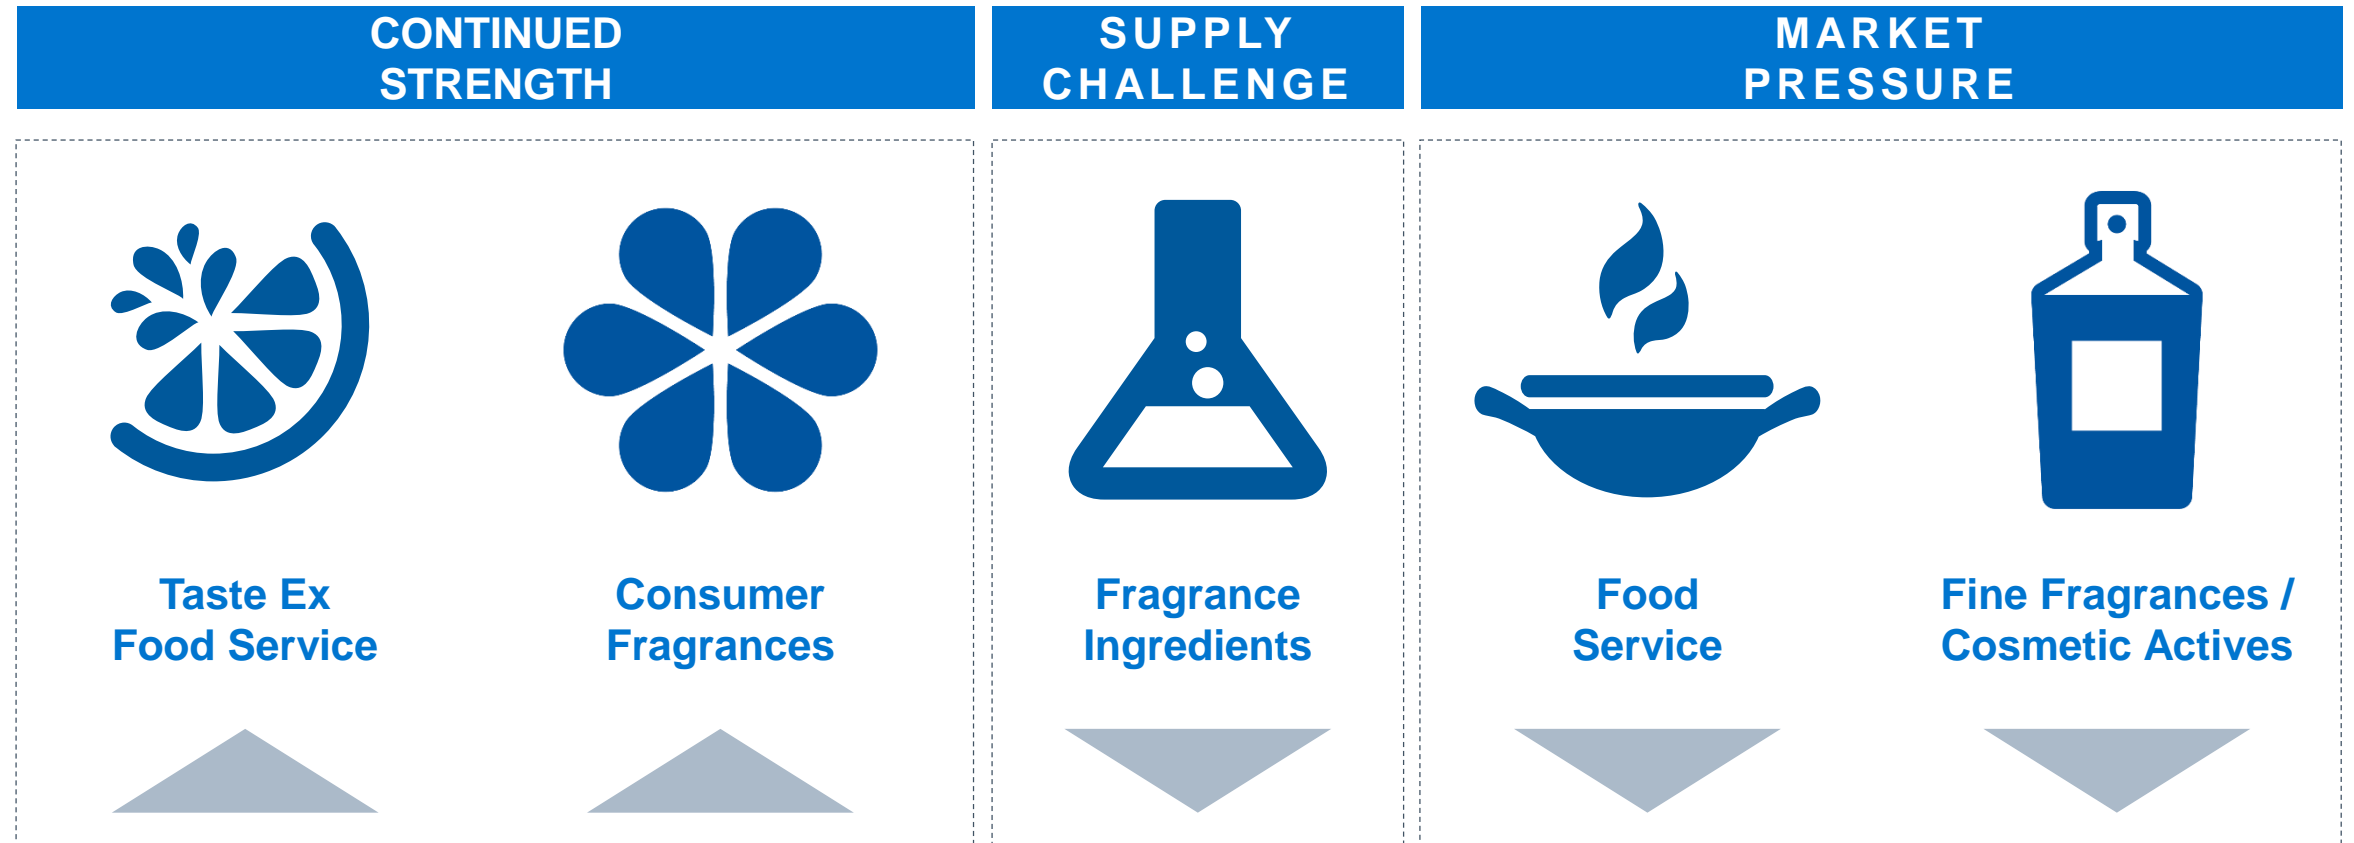 CONTINUED
STRENGTH
SUPPLY
CHALLENGE
MARKET
PRESSURE
Taste Ex
Food Service
Consumer
Fragrances
Fragrance
Ingredients
Food
Service
Fine Fragrances /
Cosmetic Actives